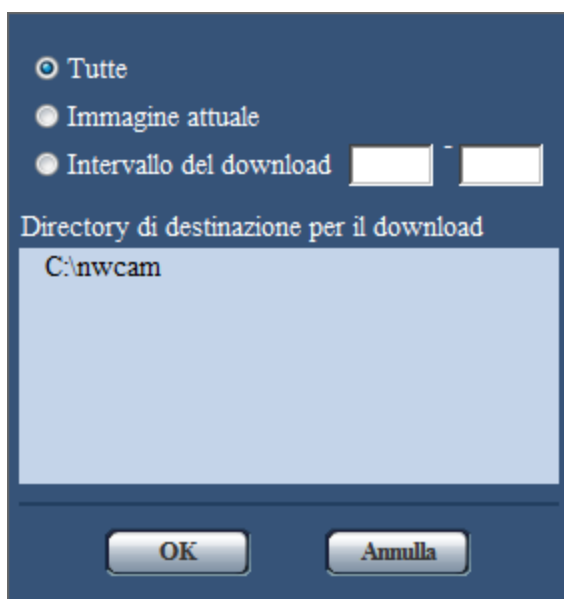 Tutte
Immagine attuale
Intervallo del download -
Directory di destinazione per il download
C:\nwcam
OK Annulla